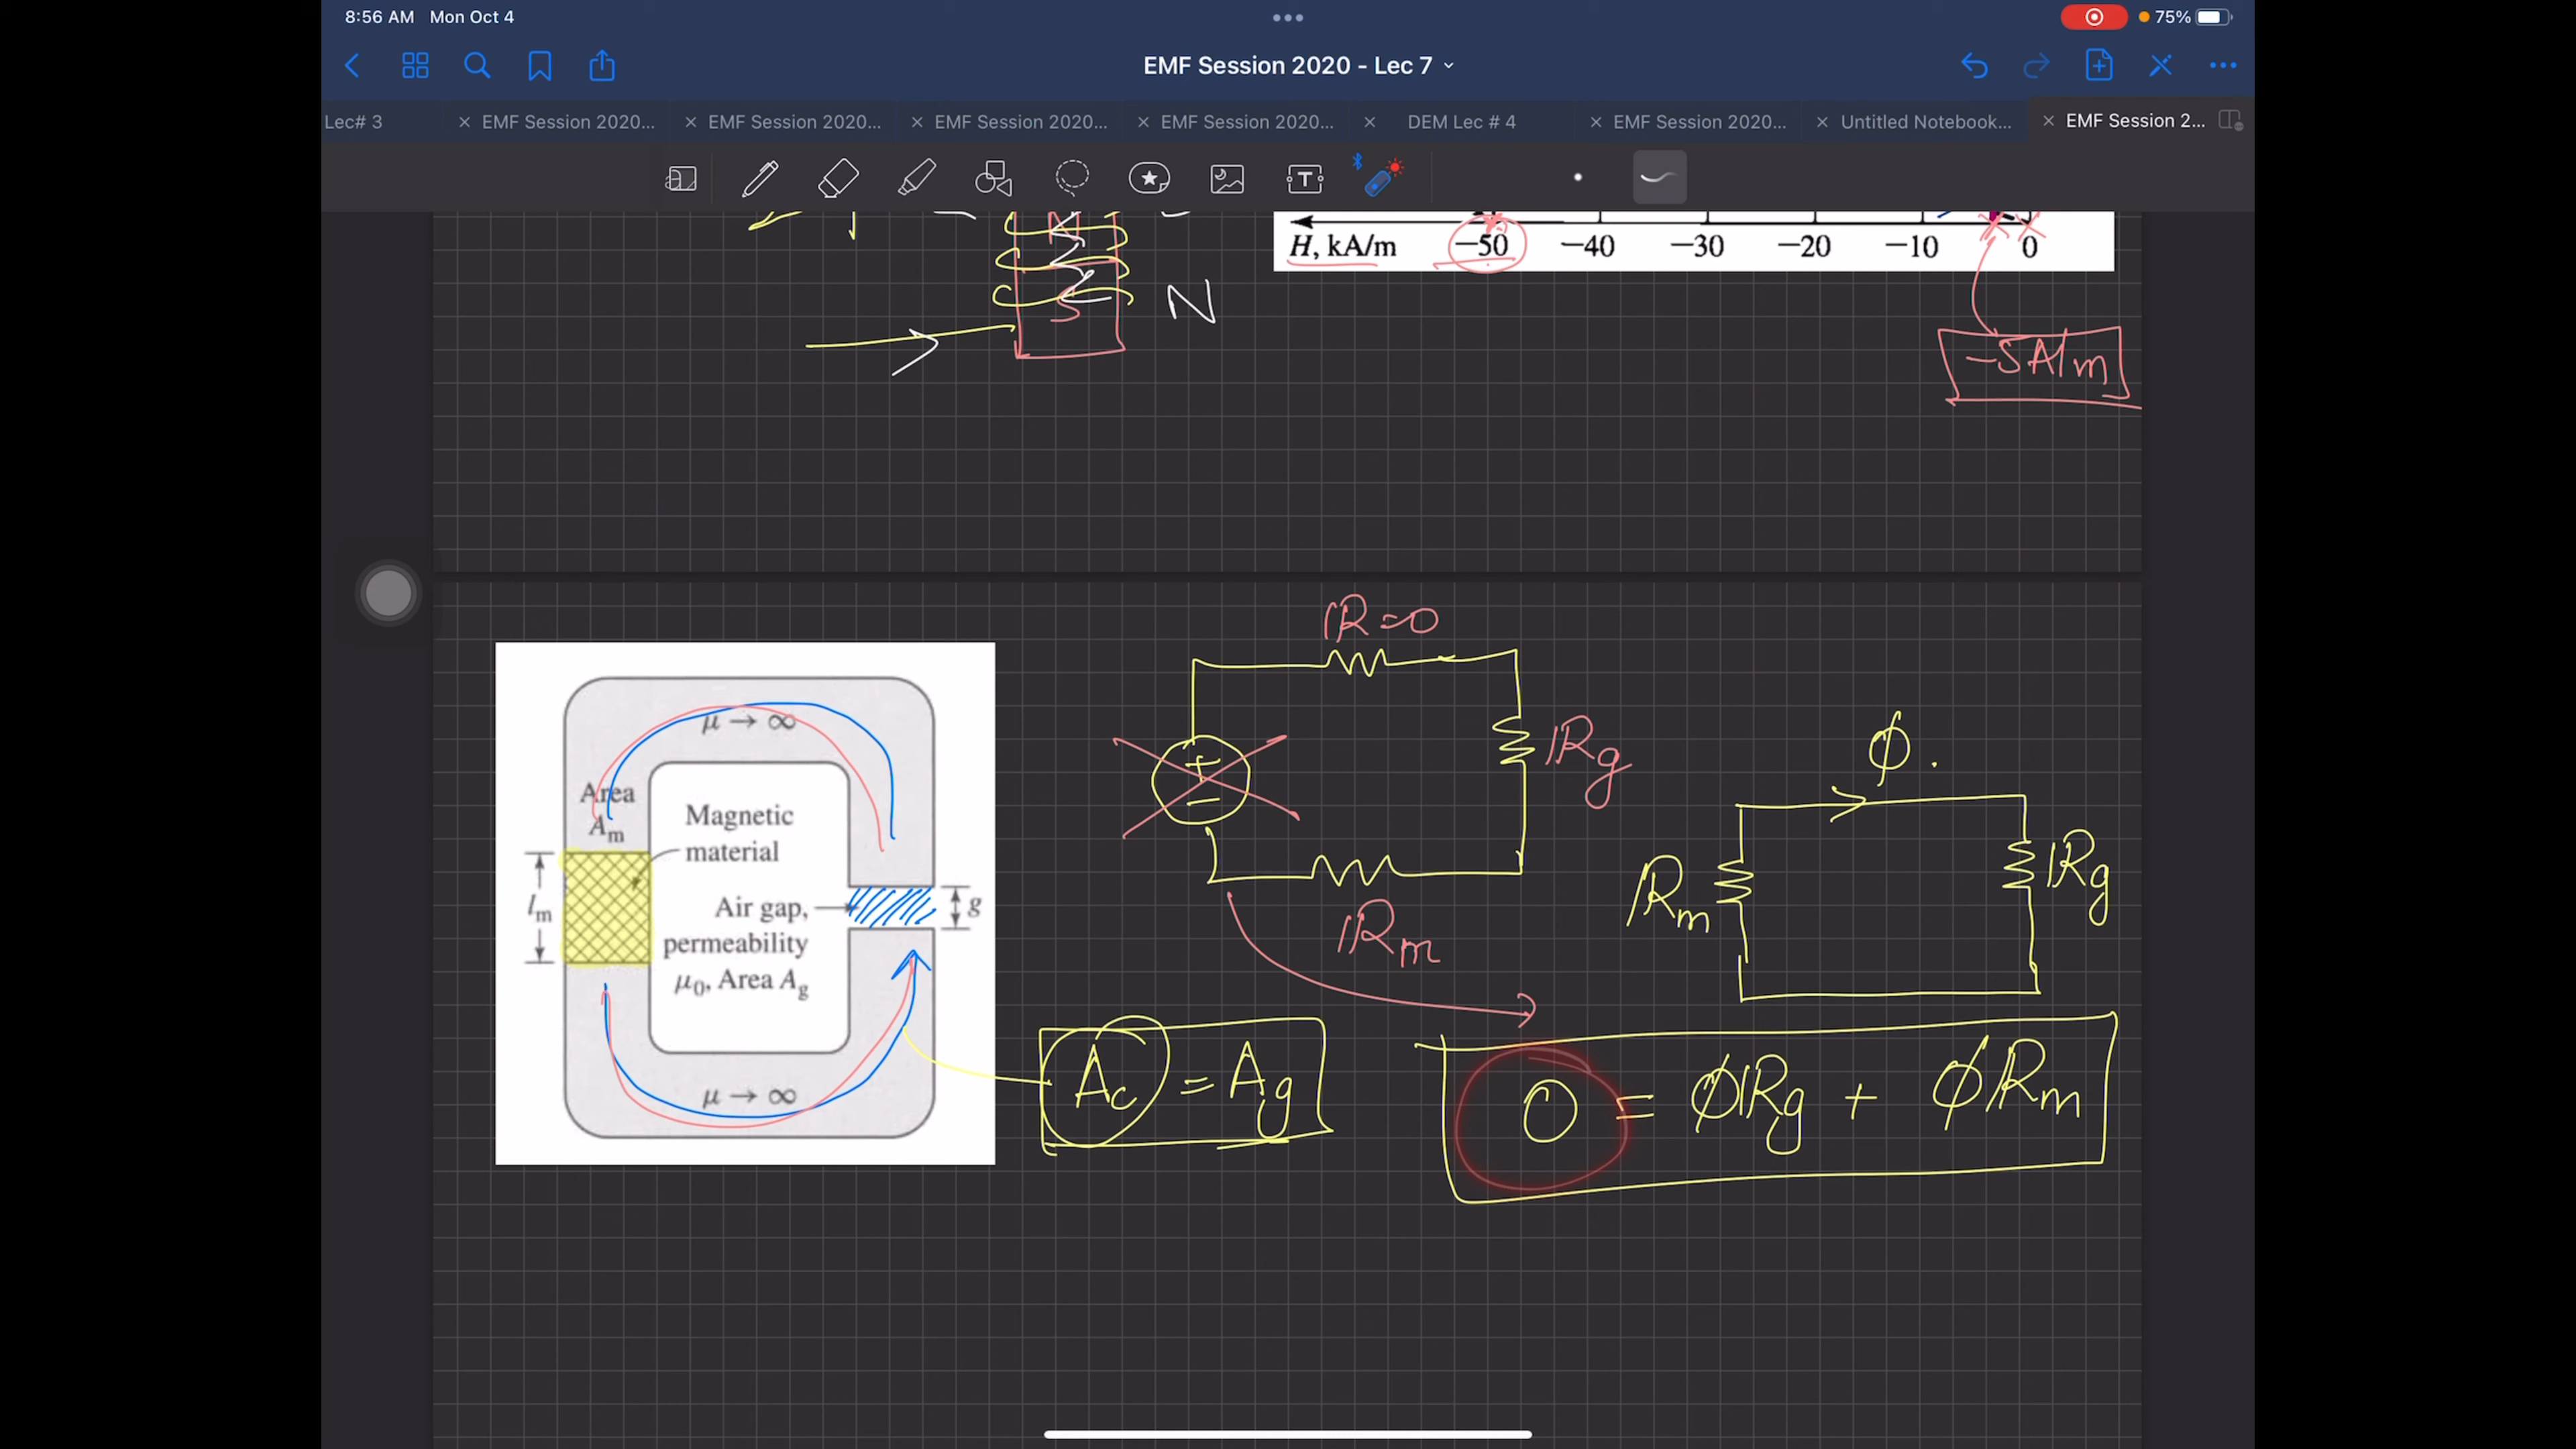 8:56 AM Mon Oct 4
75%
EMF Session 2020 - Lec 7
Lec# 3
EMF Session 2020...
EMF Session 2020...
EMF Session 2020...
EMF Session 2020...
DEM Lec # 4
EMF Session 2020...
Untitled Notebook...
EMF Session 2...
N
S
N
H, kA/m
−50 −40 −30 −20 −10 0
-5A/m
μ → ∞
Area
Am
Magnetic
material
lm
Air gap,
permeability
μ0, Area Ag
g
μ → ∞
R=0
+
−
Rg
Rm
φ.
Rm
Rg
Ac = Ag
0 = φRg + φRm